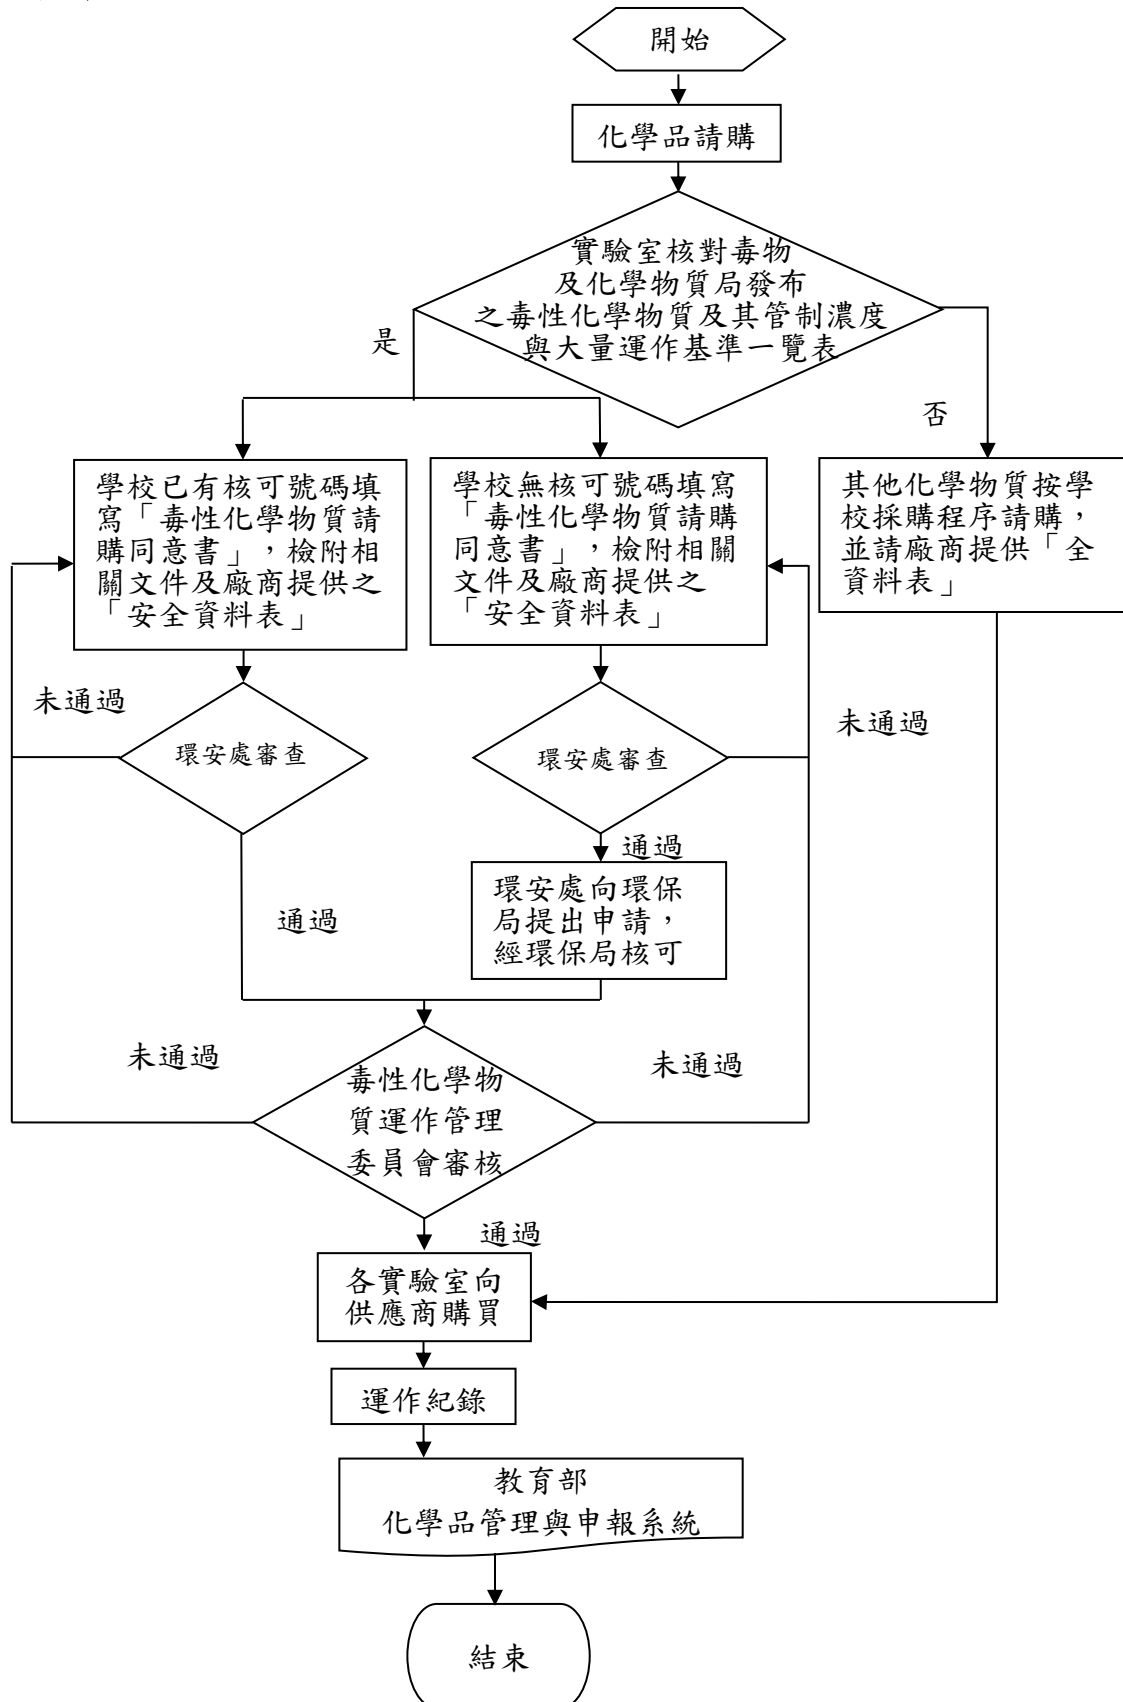 開始
化學品請購
實驗室核對毒物
及化學物質局發布
之毒性化學物質及其管制濃度
與大量運作基準一覽表
是
否
學校已有核可號碼填
寫「毒性化學物質請
購同意書」，檢附相
關文件及廠商提供之
「安全資料表」
學校無核可號碼填寫
「毒性化學物質請購
同意書」，檢附相關
文件及廠商提供之
「安全資料表」
其他化學物質按學
校採購程序請購，
並請廠商提供「全
資料表」
未通過
環安處審查
環安處審查
未通過
通過
通過
環安處向環保
局提出申請，
經環保局核可
未通過
未通過
毒性化學物
質運作管理
委員會審核
通過
各實驗室向
供應商購買
運作紀錄
教育部
化學品管理與申報系統
結束